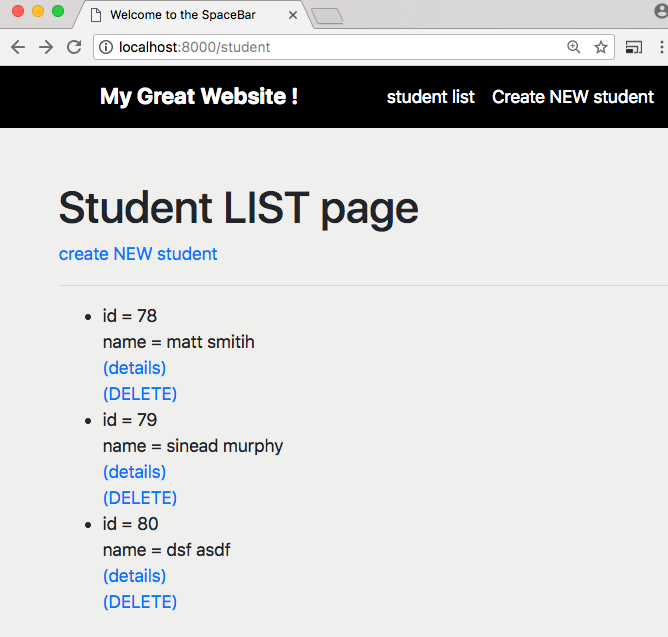 Welcome to the SpaceBar
localhost:8000/student
My Great Website !
student list
Create NEW student
Student LIST page
create NEW student
id = 78
name = matt smitih
(details)
(DELETE)
id = 79
name = sinead murphy
(details)
(DELETE)
id = 80
name = dsf asdf
(details)
(DELETE)